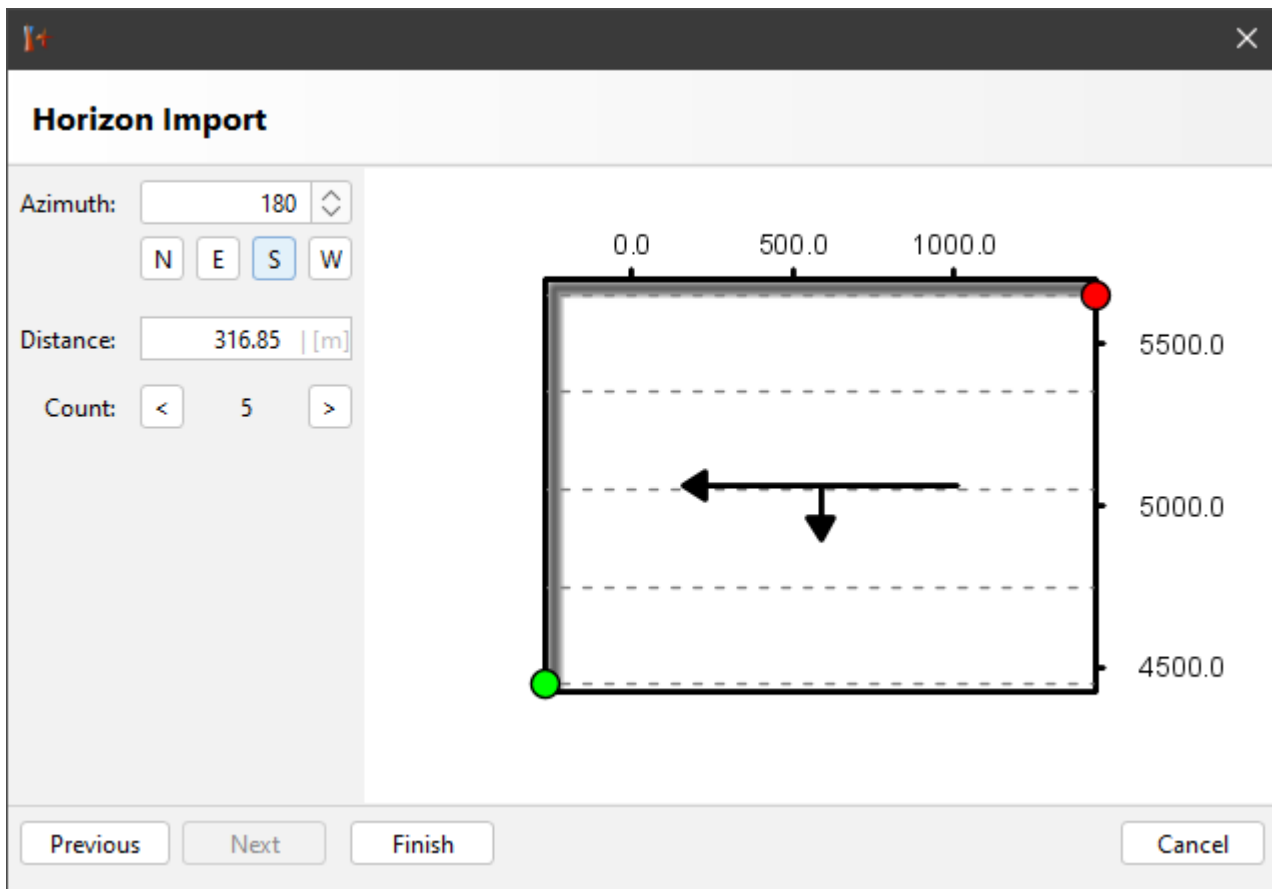 Horizon Import
Azimuth: 180
N E S W
Distance: 316.85 | [m]
Count: < 5 >
0.0 500.0 1000.0
5500.0
5000.0
4500.0
Previous Next Finish Cancel